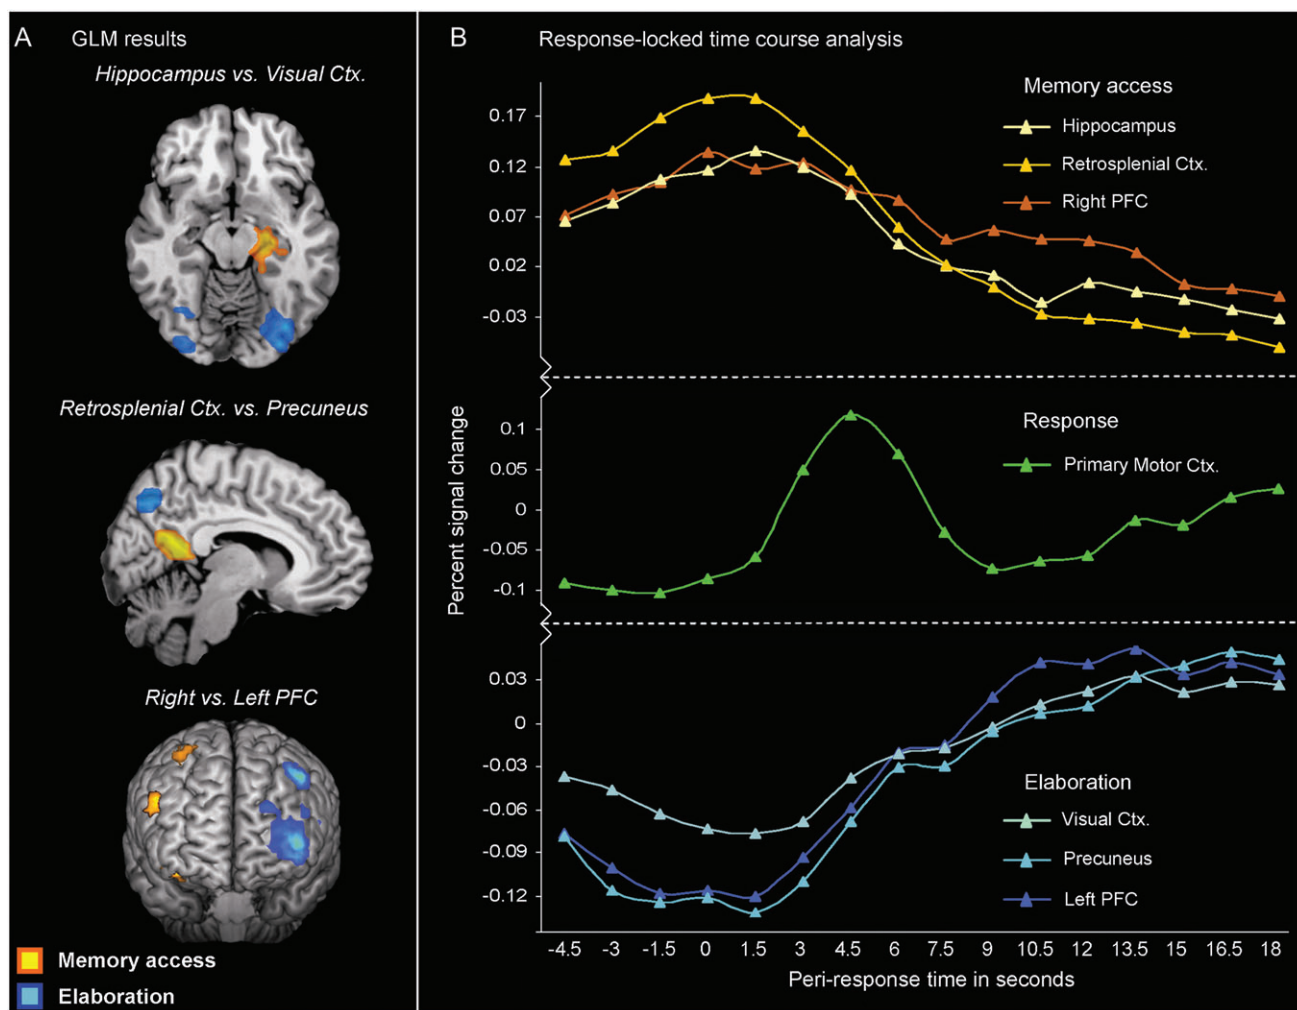 A GLM results
Hippocampus vs. Visual Ctx.
Retrosplenial Ctx. vs. Precuneus
Right vs. Left PFC
Memory access
Elaboration
B Response-locked time course analysis
Percent signal change
0.17
0.12
0.07
0.02
-0.03
Memory access
Hippocampus
Retrosplenial Ctx.
Right PFC
0.1
0.05
0
-0.05
-0.1
Response
Primary Motor Ctx.
0.03
0
-0.03
-0.06
-0.09
-0.12
Elaboration
Visual Ctx.
Precuneus
Left PFC
-4.5 -3 -1.5 0 1.5 3 4.5 6 7.5 9 10.5 12 13.5 15 16.5 18
Peri-response time in seconds